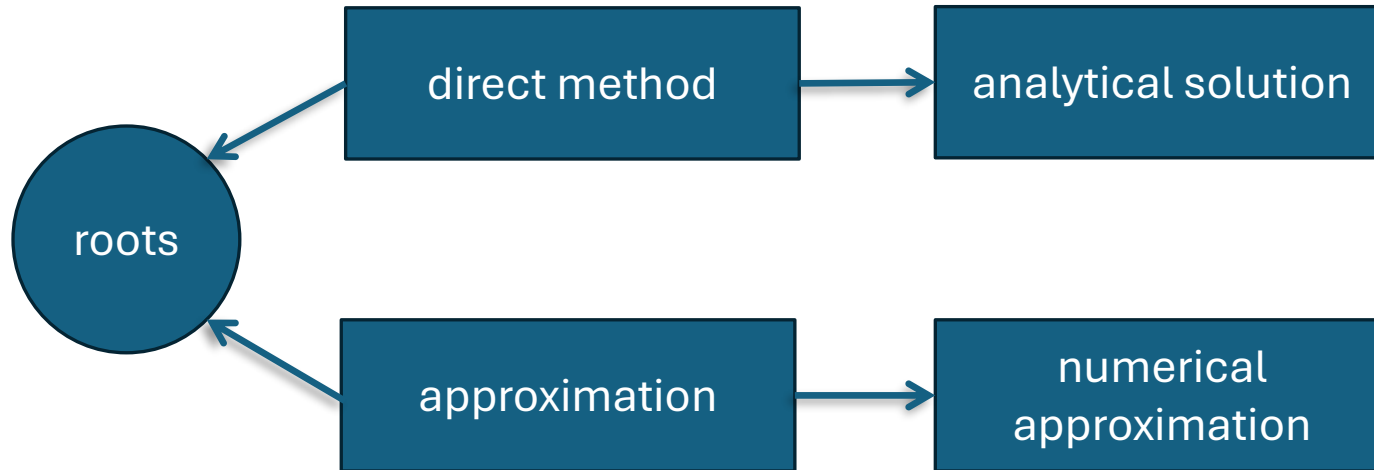 direct method
analytical solution
roots
approximation
numerical
approximation